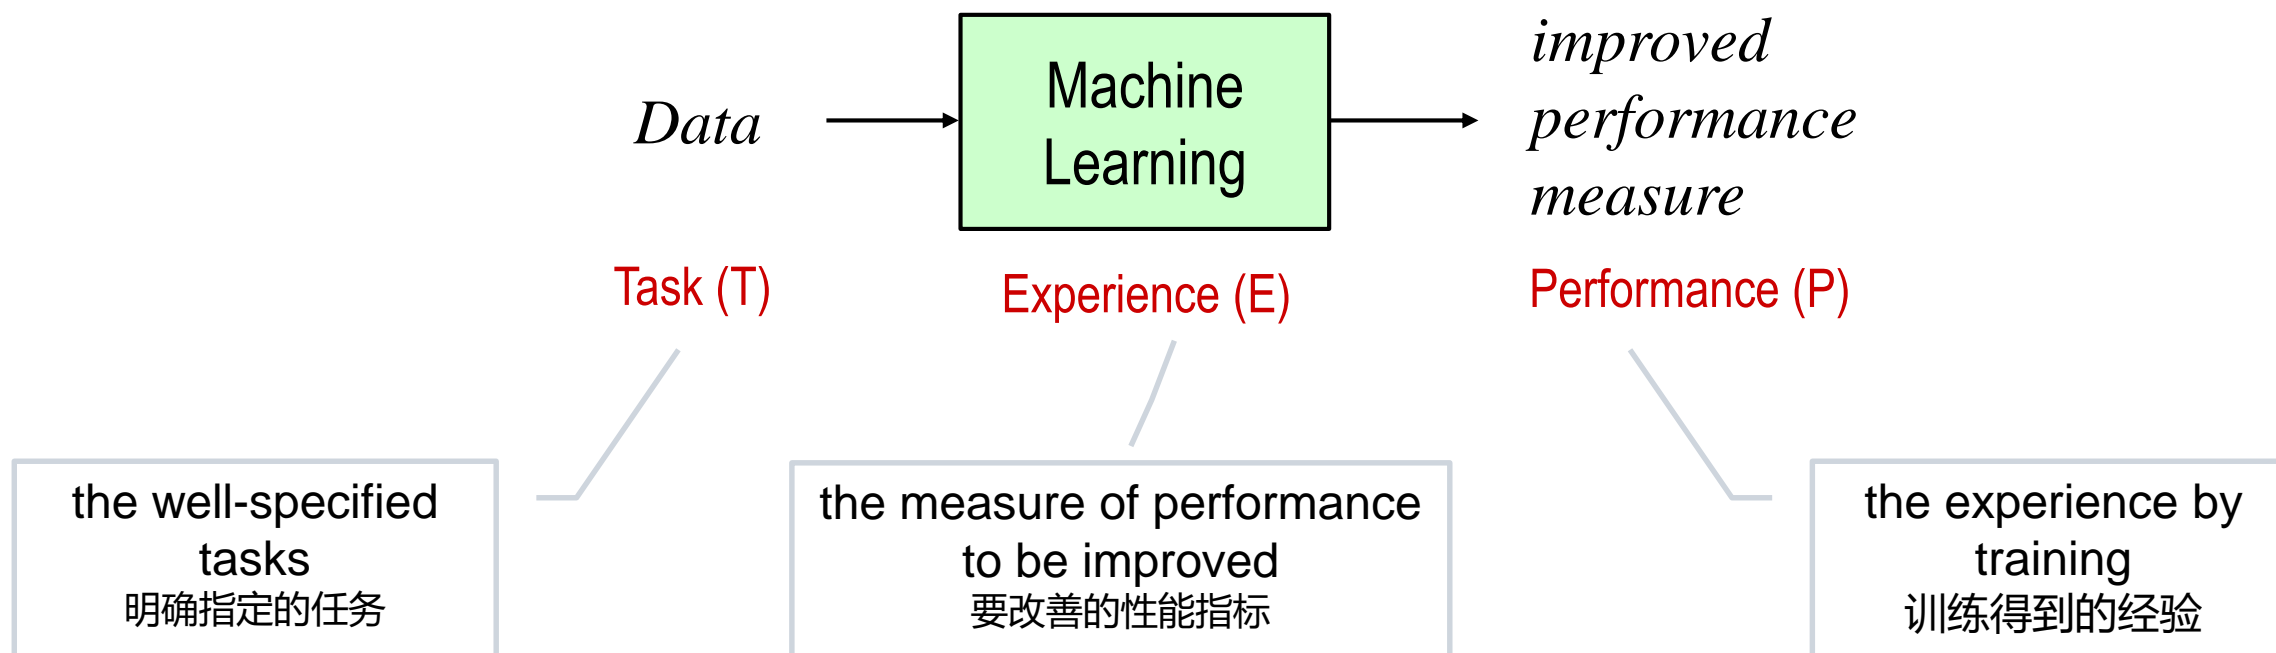 Data
Machine
Learning
improved
performance
measure
Task (T)
Experience (E)
Performance (P)
the well-specified
tasks
明确指定的任务
the measure of performance
to be improved
要改善的性能指标
the experience by
training
训练得到的经验